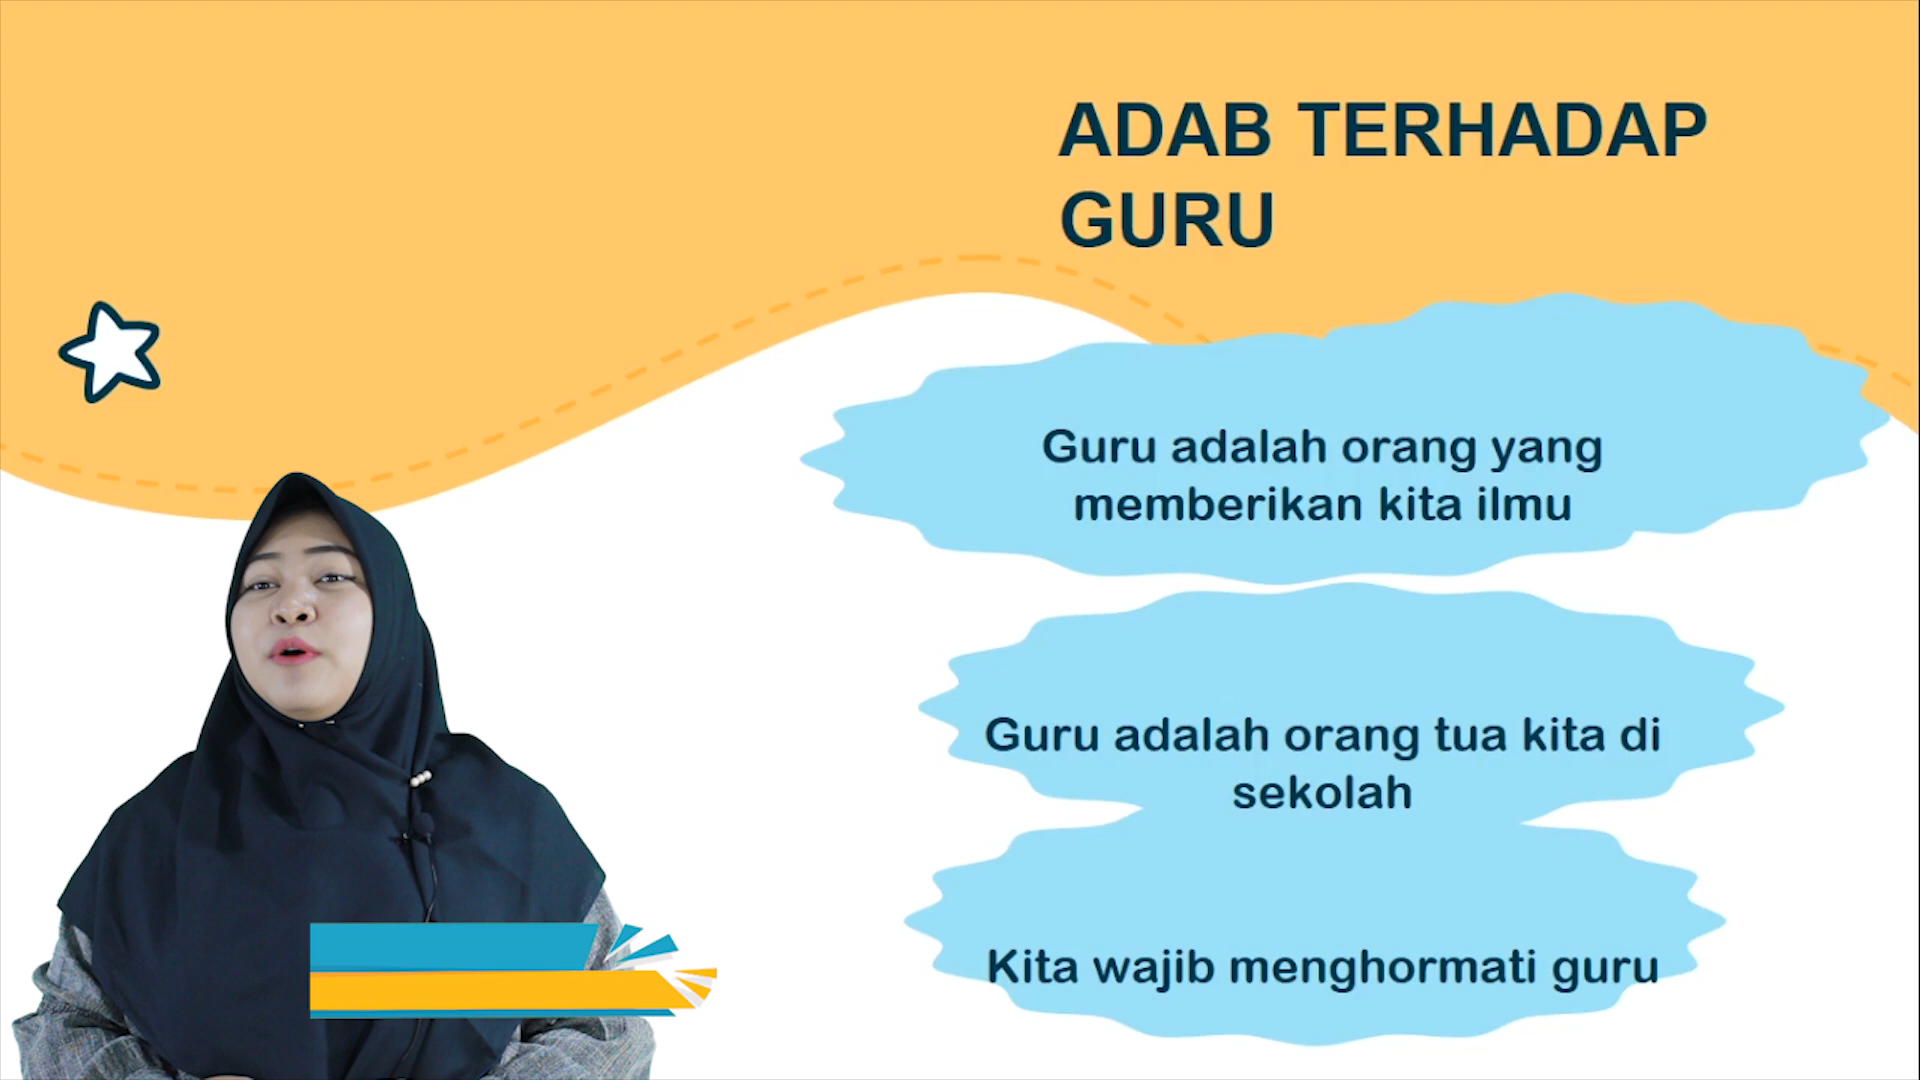 ADAB TERHADAP
GURU
Guru adalah orang yang
memberikan kita ilmu
Guru adalah orang tua kita di
sekolah
Kita wajib menghormati guru